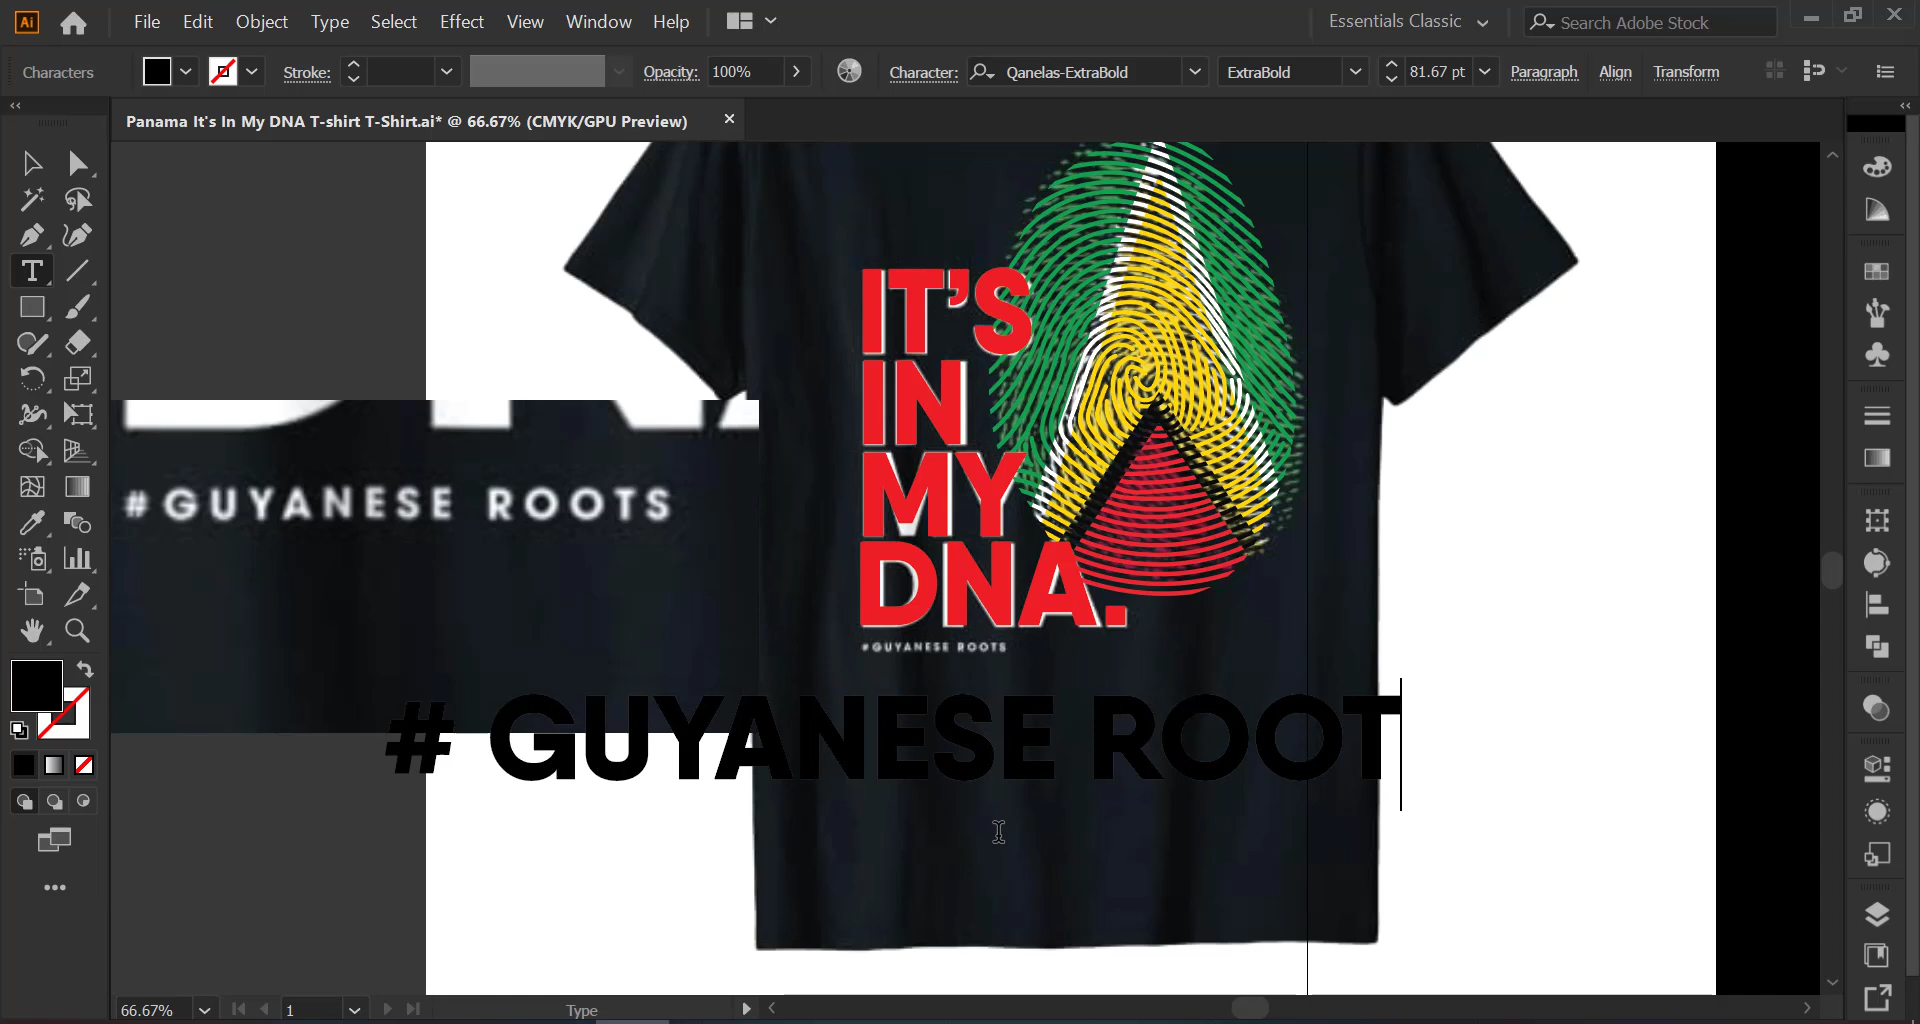 Ai File Edit Object Type Select Effect View Window Help Essentials Classic Search Adobe Stock
Characters Stroke: Opacity: 100% Character: Qanelas-ExtraBold ExtraBold 81.67 pt Paragraph Align Transform
Panama It's In My DNA T-shirt T-Shirt.ai* @ 66.67% (CMYK/GPU Preview)
IT'S
IN
MY
DNA.
#GUYANESE ROOTS
#GUYANESE ROOTS
# GUYANESE ROOT
66.67% 1 Type